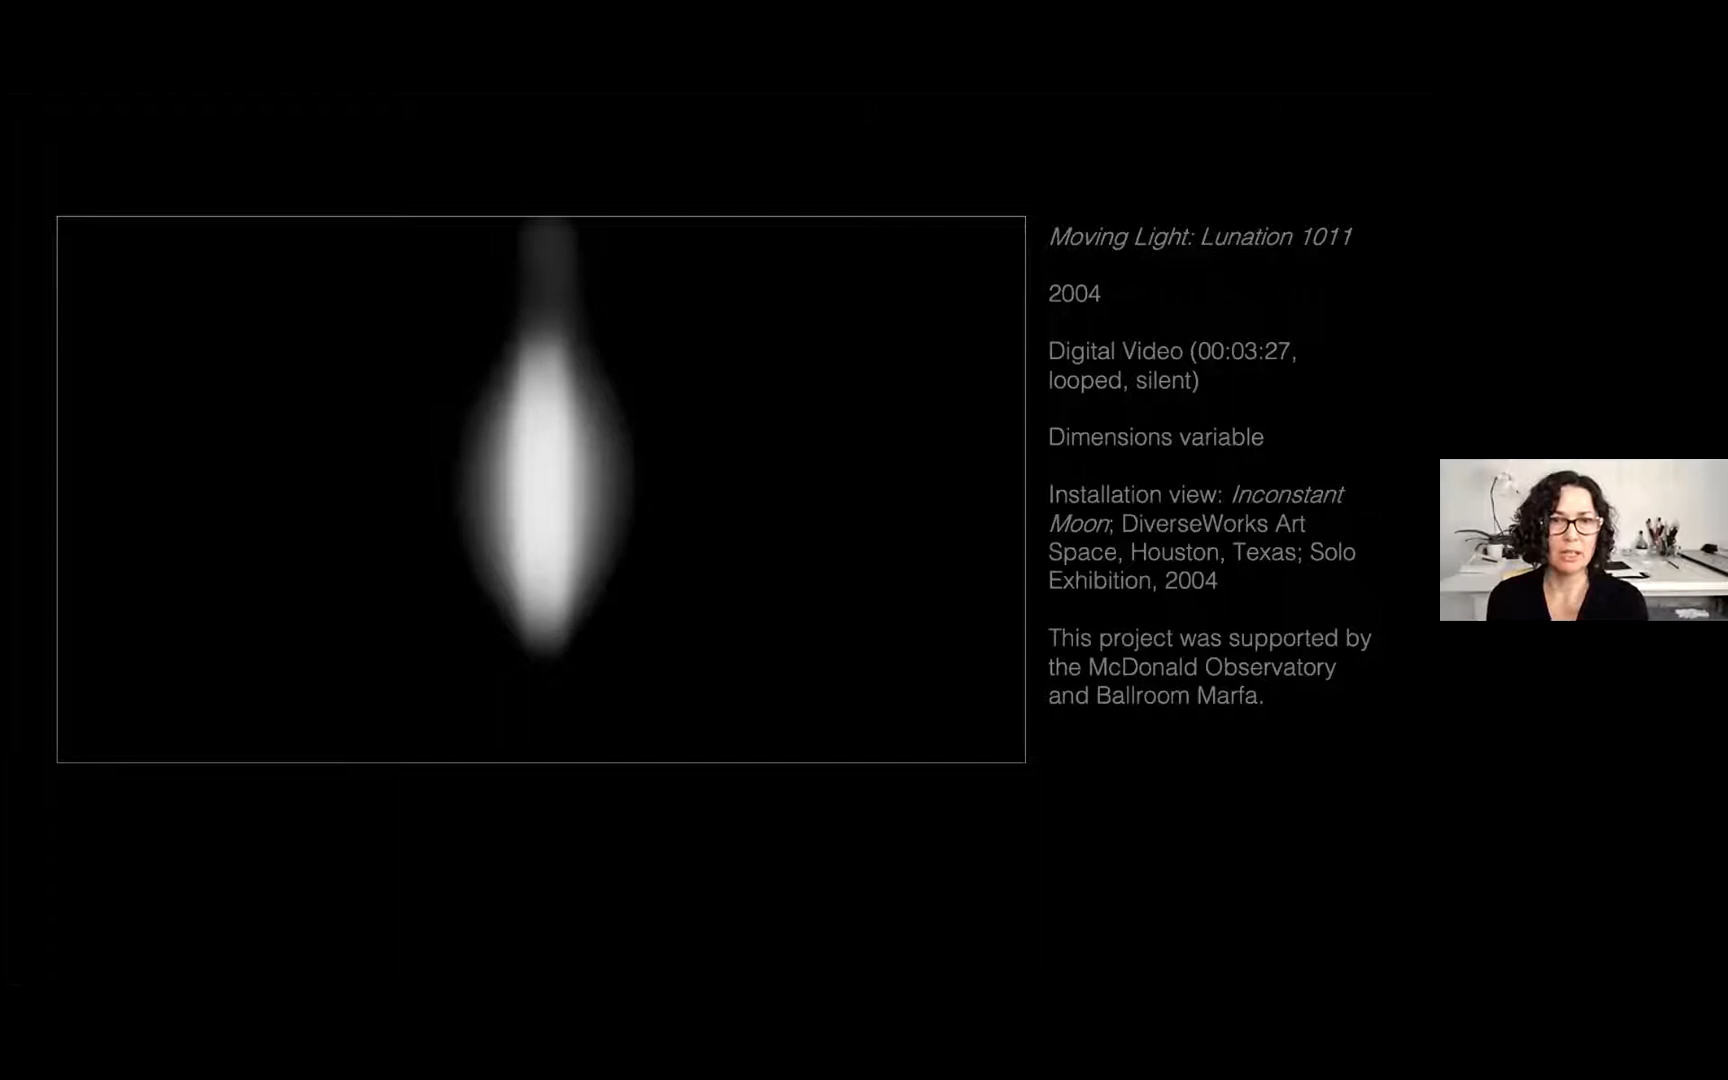 Moving Light: Lunation 1011
2004
Digital Video (00:03:27,
looped, silent)
Dimensions variable
Installation view: Inconstant
Moon; DiverseWorks Art
Space, Houston, Texas; Solo
Exhibition, 2004
This project was supported by
the McDonald Observatory
and Ballroom Marfa.